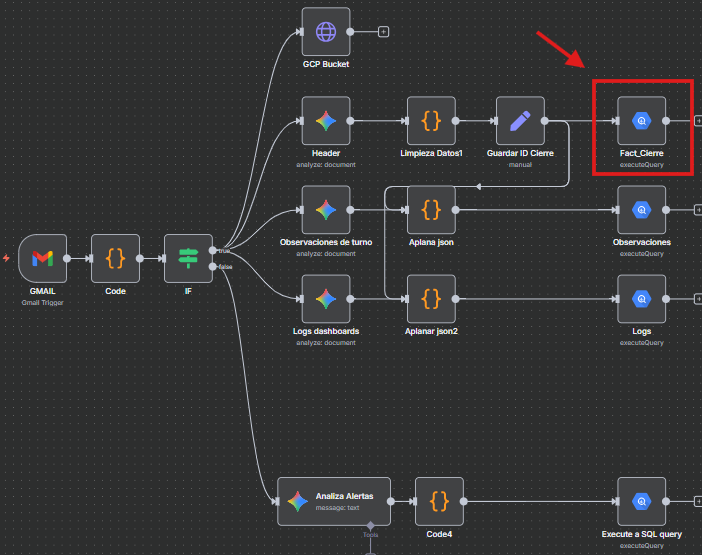 GCP Bucket
Header
analyze: document
Limpieza Datos1
Guardar ID Cierre
manual
Fact_Cierre
executeQuery
Observaciones de turno
analyze: document
Aplana json
Observaciones
executeQuery
GMAIL
Gmail Trigger
Code
IF
true
false
Logs dashboards
analyze: document
Aplanar json2
Logs
executeQuery
Analiza Alertas
message: text
Tools
Code4
Execute a SQL query
executeQuery